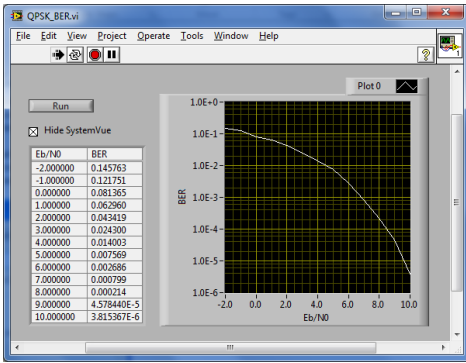 QPSK_BER.vi
File Edit View Project Operate Tools Window Help
?
1
Run
Hide SystemVue
Eb/N0 BER
-2.000000 0.145763
-1.000000 0.121751
0.000000 0.081365
1.000000 0.062960
2.000000 0.043419
3.000000 0.024300
4.000000 0.014003
5.000000 0.007569
6.000000 0.002686
7.000000 0.000799
8.000000 0.000214
9.000000 4.578440E-5
10.000000 3.815367E-6
Plot 0
BER
1.0E+0
1.0E-1
1.0E-2
1.0E-3
1.0E-4
1.0E-5
1.0E-6
-2.0 0.0 2.0 4.0 6.0 8.0 10.0
Eb/N0